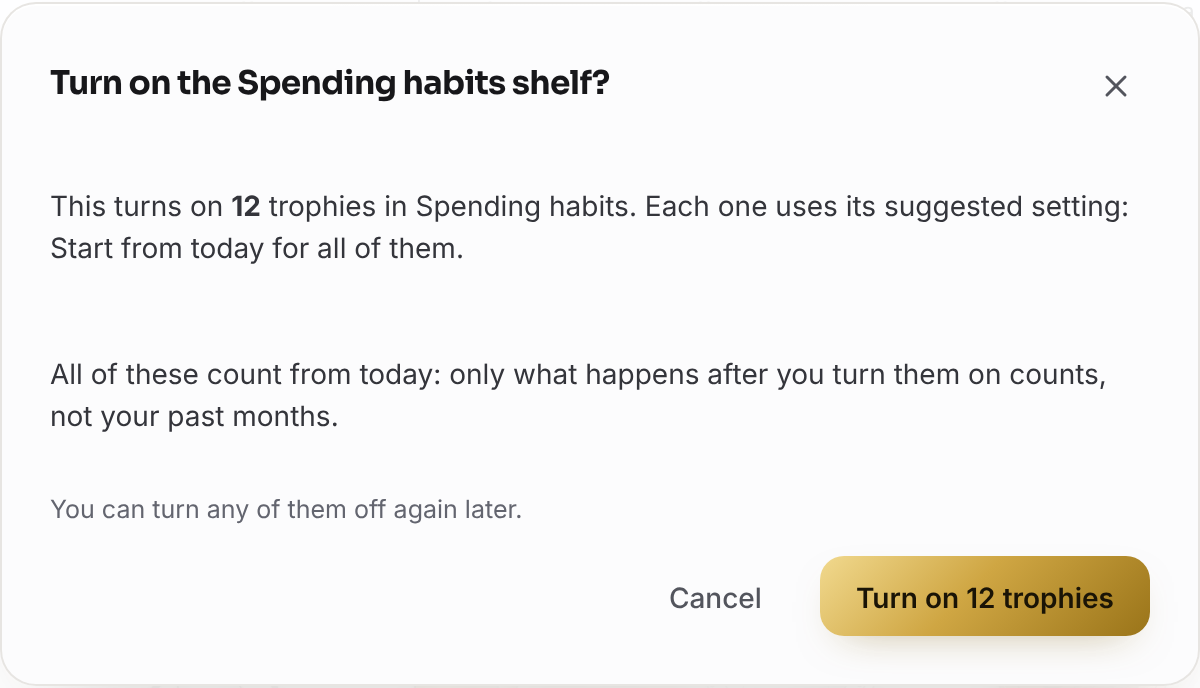 Turn on the Spending habits shelf?
This turns on 12 trophies in Spending habits. Each one uses its suggested setting:
Start from today for all of them.
All of these count from today: only what happens after you turn them on counts,
not your past months.
You can turn any of them off again later.
Cancel
Turn on 12 trophies